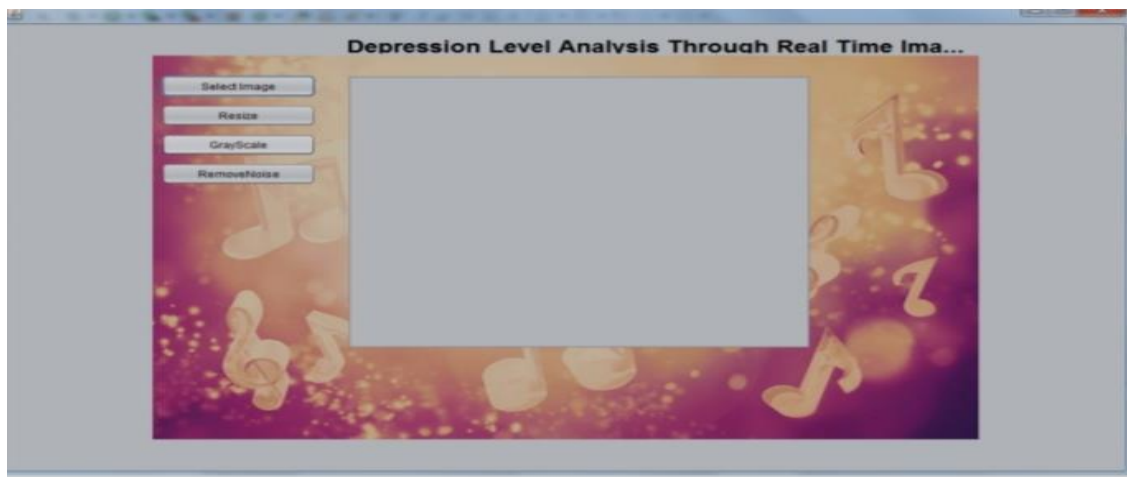 Depression Level Analysis Through Real Time Ima...
Select Image
Resize
GrayScale
RemoveNoise